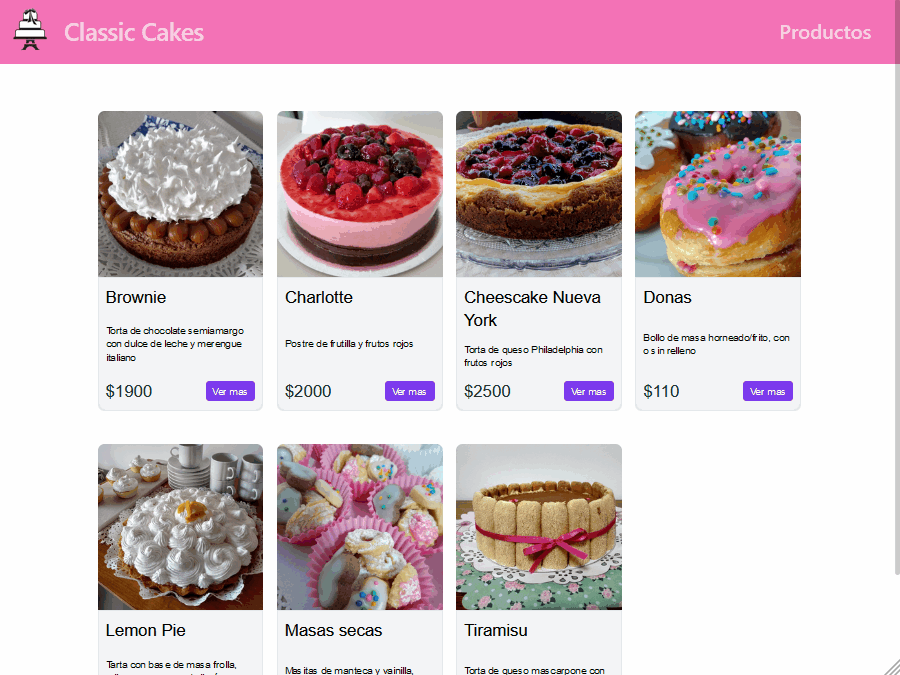 Classic Cakes
Productos
Brownie
Torta de chocolate semiamargo
con dulce de leche y merengue
italiano
$1900
Ver mas
Charlotte
Postre de frutilla y frutos rojos
$2000
Ver mas
Cheescake Nueva
York
Torta de queso Philadelphia con
frutos rojos
$2500
Ver mas
Donas
Bollo de masa horneado/frito, con
o sin relleno
$110
Ver mas
Lemon Pie
Tarta con base de masa frolla,
Masas secas
Masitas de manteca y vainilla,
Tiramisu
Torta de queso mascarpone con